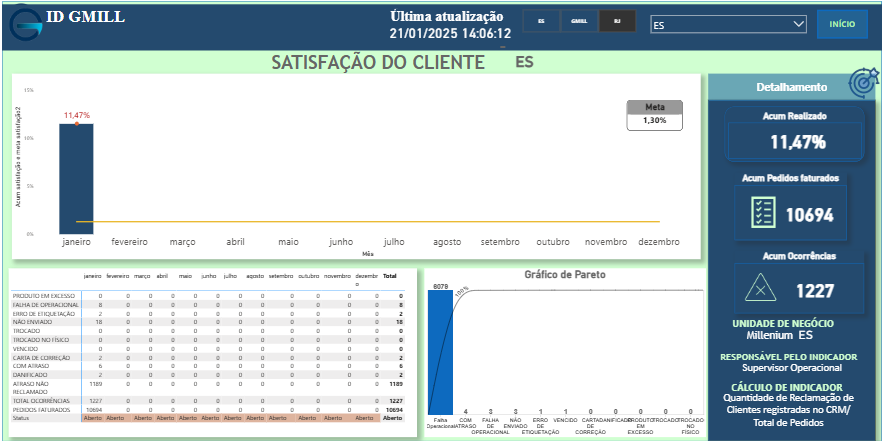 ID GMILL
Última atualização
21/01/2025 14:06:12
ES GMILL RJ
ES
INÍCIO
SATISFAÇÃO DO CLIENTE ES
Acum satisfação e meta satisfação2
15%
10%
5%
0%
11,47%
Meta
1,30%
janeiro fevereiro março abril maio junho julho agosto setembro outubro novembro dezembro
Mês
janeiro fevereiro março abril maio junho julho agosto setembro outubro novembro dezembr Total
o
PRODUTO EM EXCESSO 0 0 0 0 0 0 0 0 0 0 0 0 0
FALHA DE OPERACIONAL 8 0 0 0 0 0 0 0 0 0 0 0 8
ERRO DE ETIQUETAÇÃO 2 0 0 0 0 0 0 0 0 0 0 0 2
NÃO ENVIADO 18 0 0 0 0 0 0 0 0 0 0 0 18
TROCADO 0 0 0 0 0 0 0 0 0 0 0 0 0
TROCADO NO FÍSICO 0 0 0 0 0 0 0 0 0 0 0 0 0
VENCIDO 0 0 0 0 0 0 0 0 0 0 0 0 0
CARTA DE CORREÇÃO 2 0 0 0 0 0 0 0 0 0 0 0 2
COM ATRASO 6 0 0 0 0 0 0 0 0 0 0 0 6
DANIFICADO 2 0 0 0 0 0 0 0 0 0 0 0 2
ATRASO NÃO 1189 0 0 0 0 0 0 0 0 0 0 0 1189
RECLAMADO
TOTAL OCORRÊNCIAS 1227 0 0 0 0 0 0 0 0 0 0 0 1227
PEDIDOS FATURADOS 10694 0 0 0 0 0 0 0 0 0 0 0 10694
Status Aberto Aberto Aberto Aberto Aberto Aberto Aberto Aberto Aberto Aberto Aberto Aberto Aberto
Gráfico de Pareto
8079
100%
4 3 3 1 1 0 0 0 0 0
Falha COM FALHA NÃO ERRO VENCIDO CARTA DANIFICADO PRODUTO TROCADO TROCADO
Operacional ATRASO DE ENVIADO DE DE EM NO
OPERACIONAL ETIQUETAÇÃO CORREÇÃO EXCESSO FÍSICO
Detalhamento
Acum Realizado
11,47%
Acum Pedidos faturados
10694
Acum Ocorrências
1227
UNIDADE DE NEGÓCIO
Millenium ES
RESPONSÁVEL PELO INDICADOR
Supervisor Operacional
CÁLCULO DE INDICADOR
Quantidade de Reclamação de
Clientes registradas no CRM/
Total de Pedidos